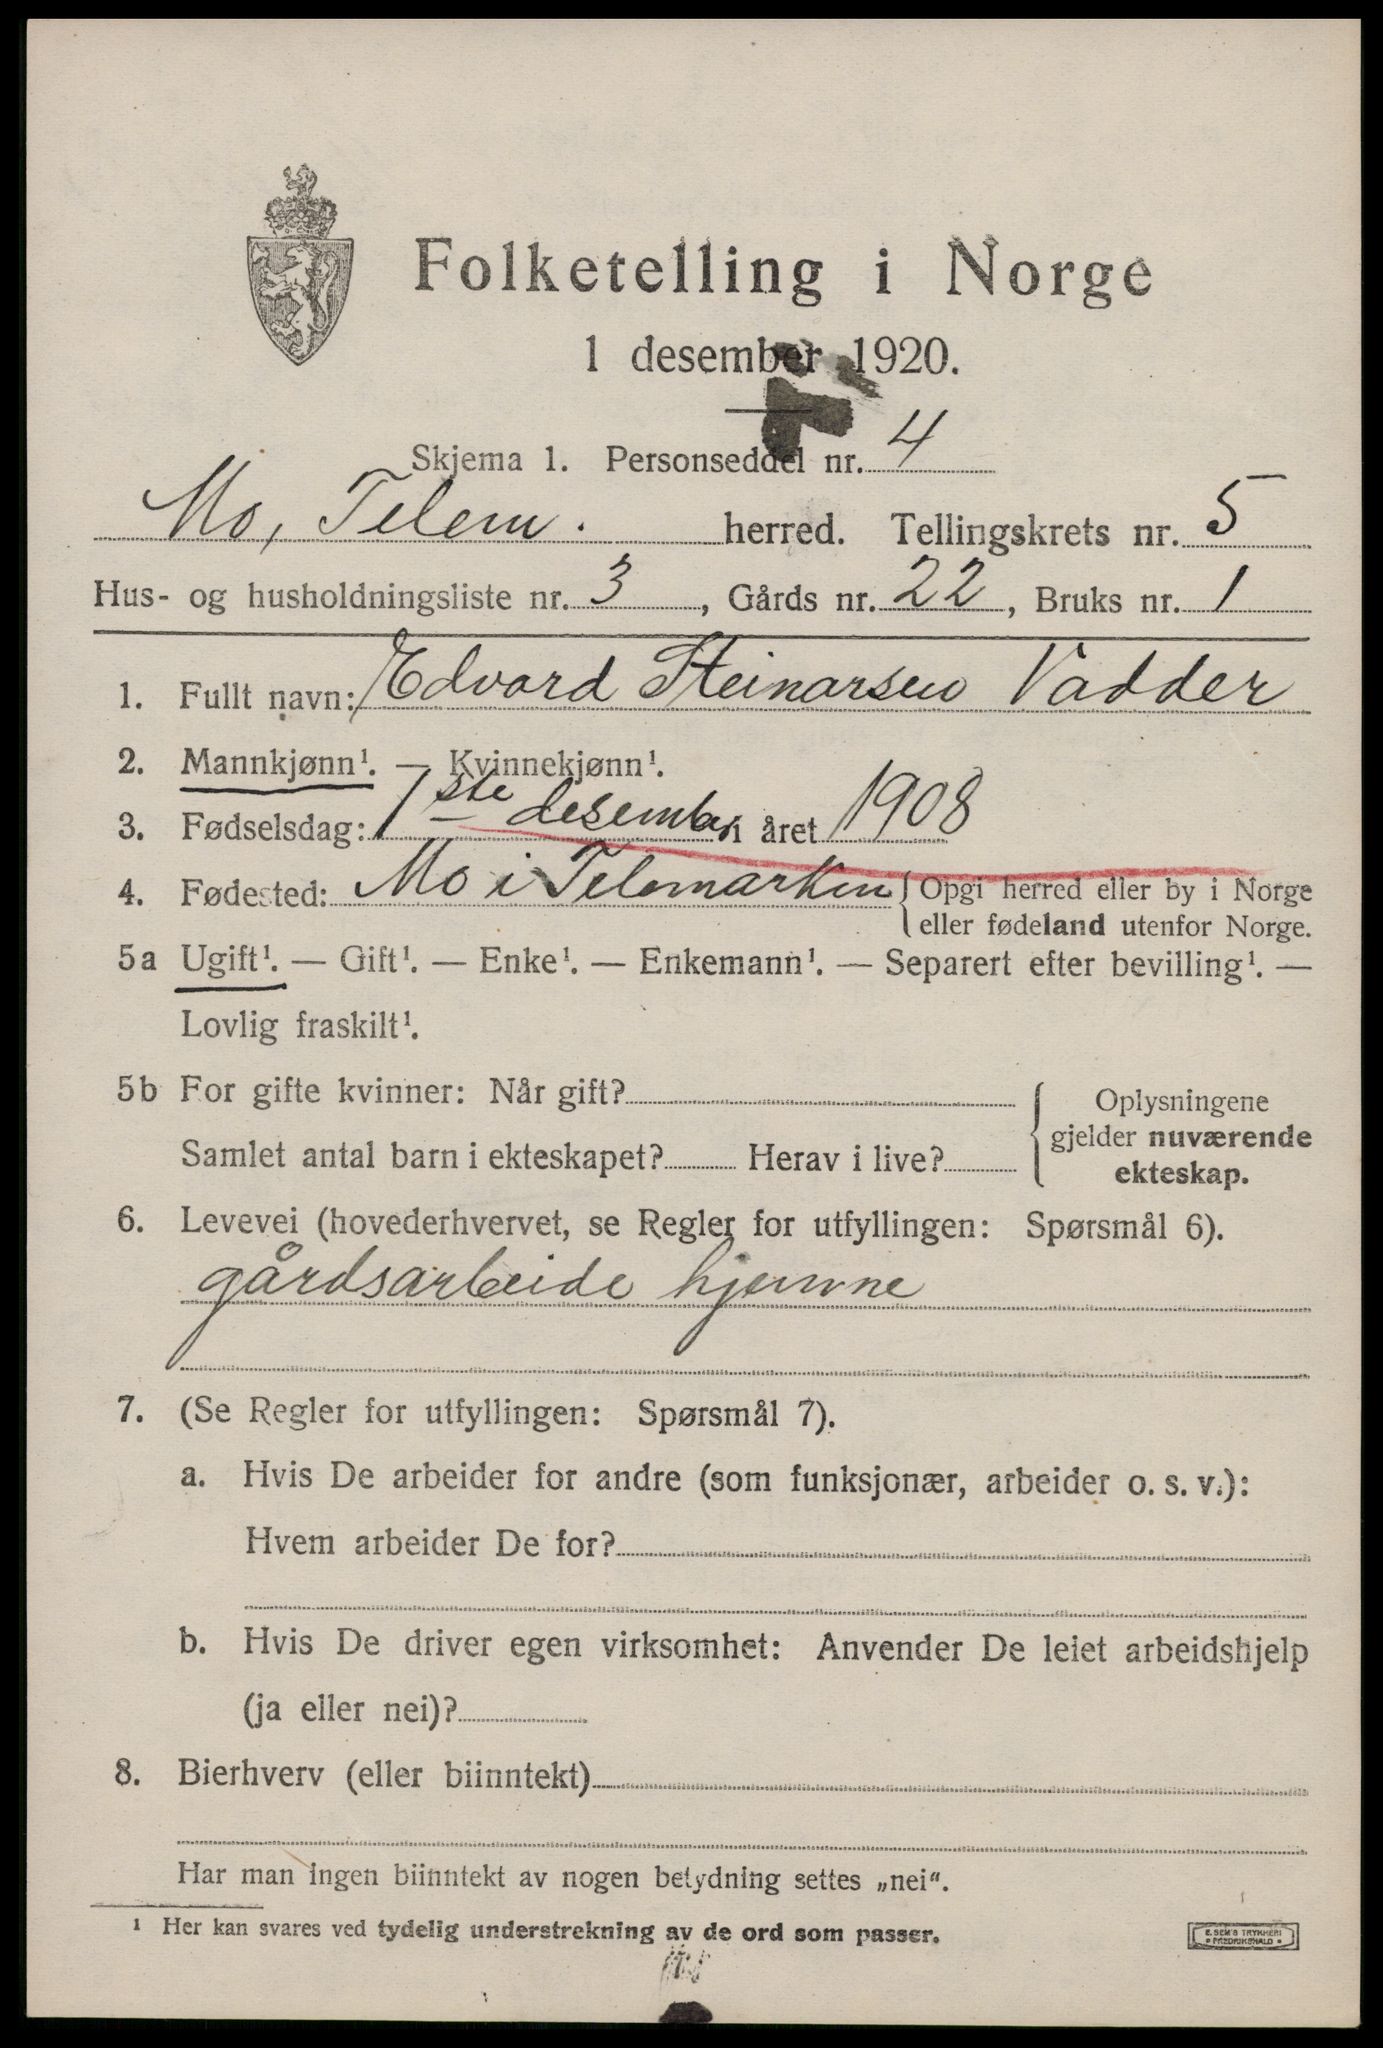 Folketelling i Norge
1 desember 1920.
Skjema 1. Personseddel nr. 4
Mo, Telem. herred. Tellingskrets nr. 5
Hus- og husholdningsliste nr. 3, Gårds nr. 22, Bruks nr. 1
1. Fullt navn: Edvard Steinarsen Vadder
2. Mannkjønn¹. — Kvinnekjønn¹.
3. Fødselsdag: 1ste desember i året 1908
4. Fødested: Mo i Telemarken { Opgi herred eller by i Norge
eller fødeland utenfor Norge.
5a Ugift¹. — Gift¹. — Enke¹. — Enkemann¹. — Separert efter bevilling¹. —
Lovlig fraskilt¹.
5b For gifte kvinner: Når gift?
Samlet antal barn i ekteskapet? Herav i live?
Oplysningene
gjelder nuværende
ekteskap.
6. Levevei (hovederhvervet, se Regler for utfyllingen: Spørsmål 6).
gårdsarbeide hjemme
7. (Se Regler for utfyllingen: Spørsmål 7).
a. Hvis De arbeider for andre (som funksjonær, arbeider o. s. v.):
Hvem arbeider De for?
b. Hvis De driver egen virksomhet: Anvender De leiet arbeidshjelp
(ja eller nei)?
8. Bierhverv (eller biinntekt)
Har man ingen biinntekt av nogen betydning settes „nei“.
¹ Her kan svares ved tydelig understrekning av de ord som passer.
E. SEM'S TRYKKERI
• FREDRIKSHALD •